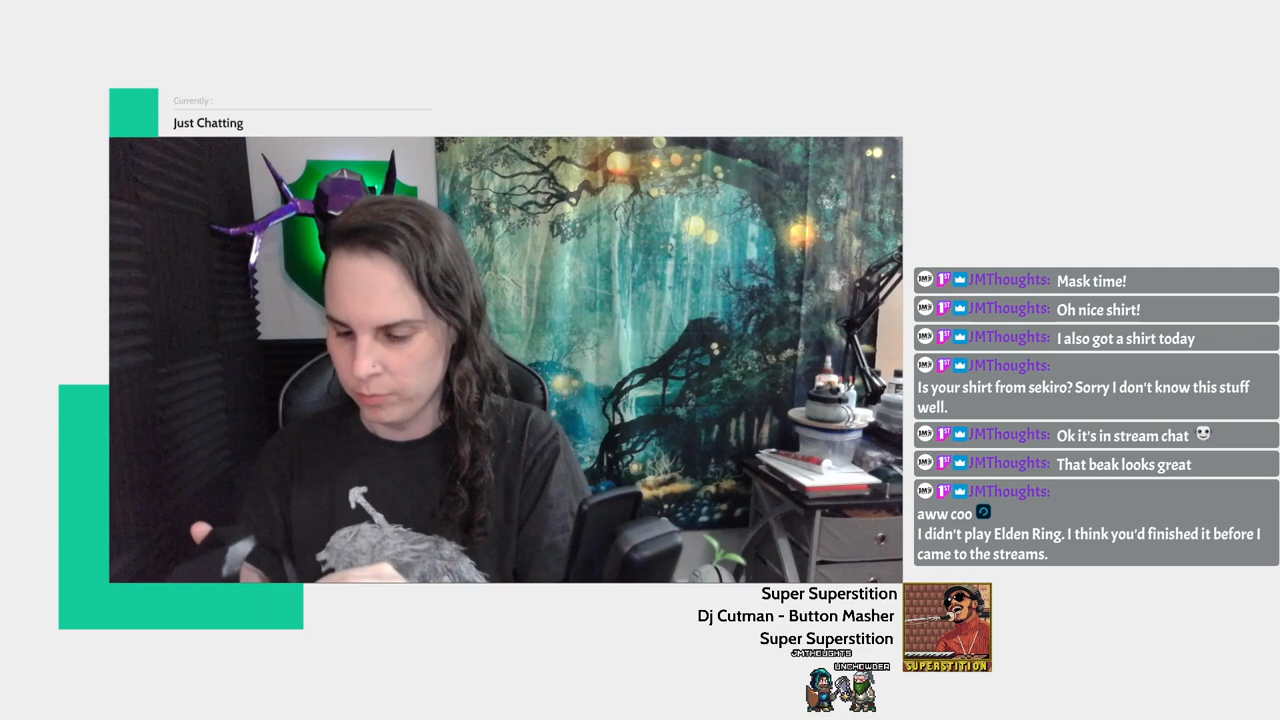 Currently :
Just Chatting
JMThoughts: Mask time!
JMThoughts: Oh nice shirt!
JMThoughts: I also got a shirt today
JMThoughts:
Is your shirt from sekiro? Sorry I don't know this stuff
well.
JMThoughts: Ok it's in stream chat
JMThoughts: That beak looks great
JMThoughts:
aww coo
I didn't play Elden Ring. I think you'd finished it before I
came to the streams.
Super Superstition
Dj Cutman - Button Masher
Super Superstition
SUPERSTITION
JMTHOUGHTS
UNCHOWDER